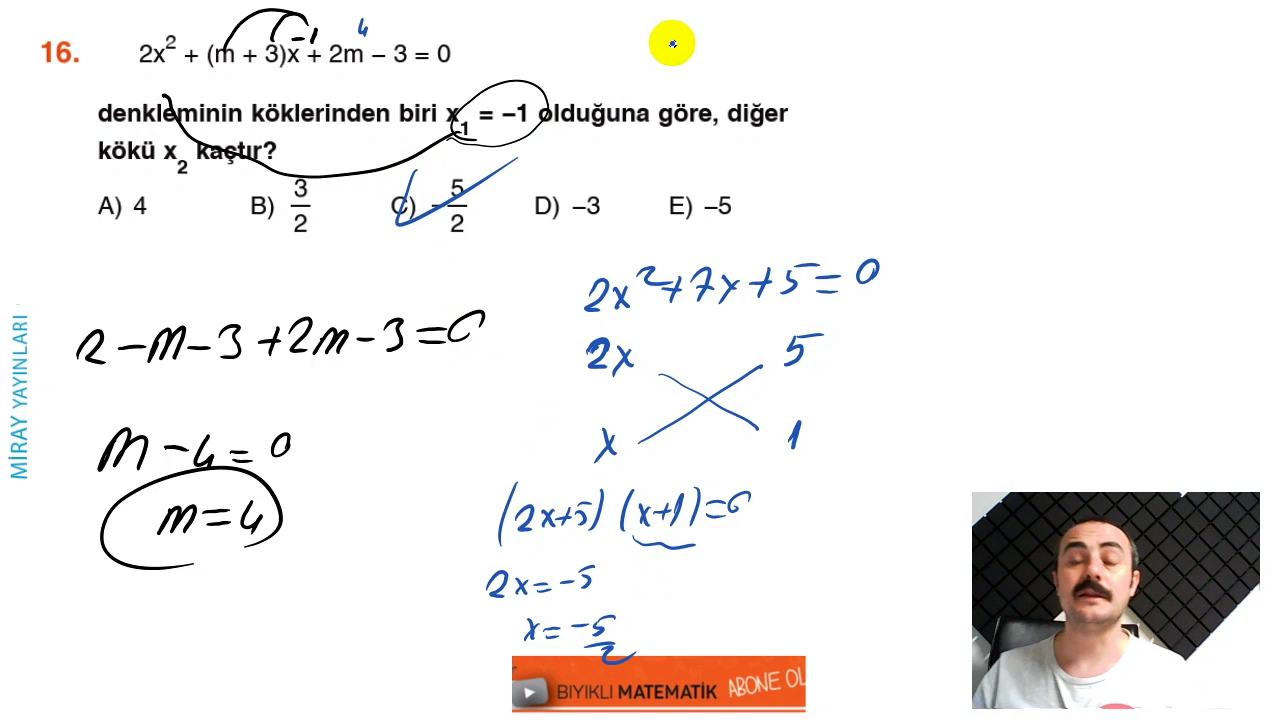 16. 2x² + (m + 3)x + 2m − 3 = 0
−1 4
denkleminin köklerinden biri x₁ = −1 olduğuna göre, diğer
kökü x₂ kaçtır?
A) 4 B) 3/2 C) −5/2 D) −3 E) −5
2 − m − 3 + 2m − 3 = 0
m − 4 = 0
m = 4
2x² + 7x + 5 = 0
2x 5
x 1
(2x+5) (x+1) = 0
2x = −5
x = −5/2
MİRAY YAYINLARI
BIYIKLI MATEMATİK ABONE OL